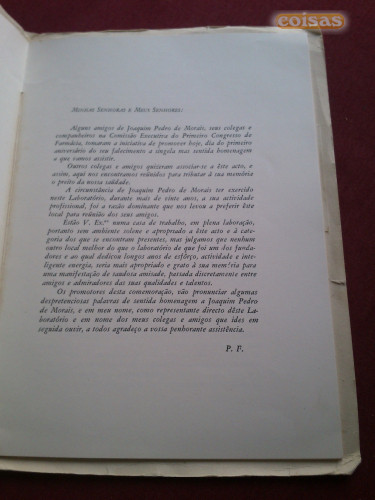 coisas
MINHAS SENHORAS E MEUS SENHORES:
Alguns amigos de Joaquim Pedro de Morais, seus colegas e
companheiros na Comissão Executiva do Primeiro Congresso de
Farmácia, tomaram a iniciativa de promover hoje, dia do primeiro
aniversário do seu falecimento a singela mas sentida homenagem
a que vamos assistir.
Outros colegas e amigos quizeram associar-se a êste acto, e
assim, aqui nos encontramos reünidos para tributar à sua memória
o preito da nossa saüdade.
A circunstância de Joaquim Pedro de Morais ter exercido
neste Laboratório, durante mais de vinte anos, a sua actividade
profissional, foi a razão dominante que nos levou a preferir êste
local para reünião dos seus amigos.
Estão V. Ex.as numa casa de trabalho, em plena laboração,
portanto sem ambiente solene e apropriado a êste acto e à cate-
goria dos que se encontram presentes, mas julgamos que nenhum
outro local melhor do que o laboratório de que foi um dos funda-
dores e ao qual dedicou longos anos de esfôrço, actividade e inte-
ligente energia, seria mais apropriado e grato à sua memória para
uma manifestação de saudosa amisade, passada discretamente entre
amigos e admiradores das suas qualidades e talentos.
Os promotores desta comemoração, vão pronunciar algumas
despretenciosas palavras de sentida homenagem a Joaquim Pedro
de Morais, e em meu nome, como representante directo dêste La-
boratório e em nome dos meus colegas e amigos que ides em
seguida ouvir, a todos agradeço a vossa penhorante assistência.
P. P.